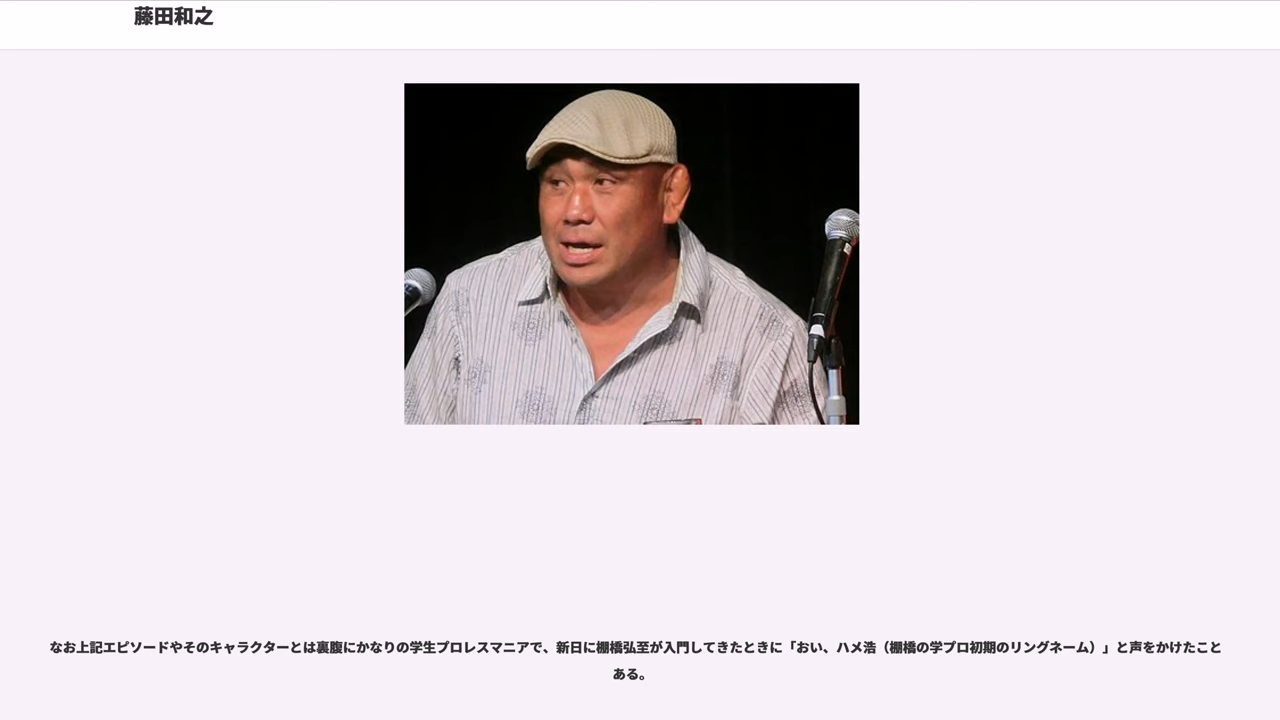 藤田和之
なお上記エピソードやそのキャラクターとは裏腹にかなりの学生プロレスマニアで、新日に棚橋弘至が入門してきたときに「おい、ハメ浩（棚橋の学プロ初期のリングネーム）」と声をかけたこと
ある。